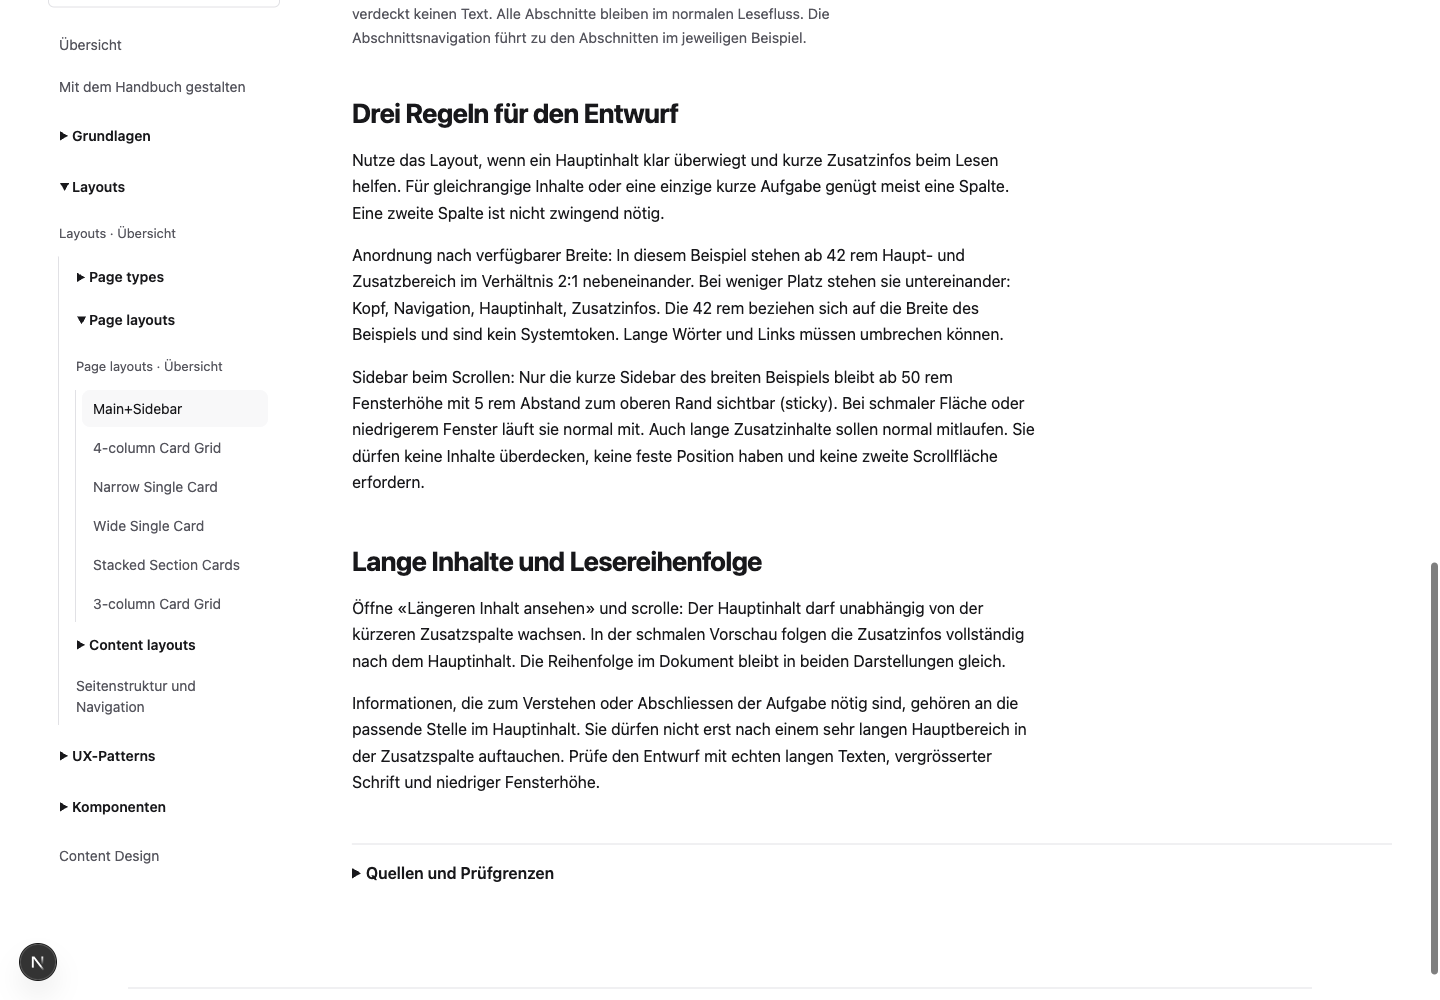 Übersicht
Mit dem Handbuch gestalten
Grundlagen
Layouts
Layouts · Übersicht
Page types
Page layouts
Page layouts · Übersicht
Main+Sidebar
4-column Card Grid
Narrow Single Card
Wide Single Card
Stacked Section Cards
3-column Card Grid
Content layouts
Seitenstruktur und
Navigation
UX-Patterns
Komponenten
Content Design
N
verdeckt keinen Text. Alle Abschnitte bleiben im normalen Lesefluss. Die
Abschnittsnavigation führt zu den Abschnitten im jeweiligen Beispiel.
Drei Regeln für den Entwurf
Nutze das Layout, wenn ein Hauptinhalt klar überwiegt und kurze Zusatzinfos beim Lesen
helfen. Für gleichrangige Inhalte oder eine einzige kurze Aufgabe genügt meist eine Spalte.
Eine zweite Spalte ist nicht zwingend nötig.
Anordnung nach verfügbarer Breite: In diesem Beispiel stehen ab 42 rem Haupt- und
Zusatzbereich im Verhältnis 2:1 nebeneinander. Bei weniger Platz stehen sie untereinander:
Kopf, Navigation, Hauptinhalt, Zusatzinfos. Die 42 rem beziehen sich auf die Breite des
Beispiels und sind kein Systemtoken. Lange Wörter und Links müssen umbrechen können.
Sidebar beim Scrollen: Nur die kurze Sidebar des breiten Beispiels bleibt ab 50 rem
Fensterhöhe mit 5 rem Abstand zum oberen Rand sichtbar (sticky). Bei schmaler Fläche oder
niedrigerem Fenster läuft sie normal mit. Auch lange Zusatzinhalte sollen normal mitlaufen. Sie
dürfen keine Inhalte überdecken, keine feste Position haben und keine zweite Scrollfläche
erfordern.
Lange Inhalte und Lesereihenfolge
Öffne «Längeren Inhalt ansehen» und scrolle: Der Hauptinhalt darf unabhängig von der
kürzeren Zusatzspalte wachsen. In der schmalen Vorschau folgen die Zusatzinfos vollständig
nach dem Hauptinhalt. Die Reihenfolge im Dokument bleibt in beiden Darstellungen gleich.
Informationen, die zum Verstehen oder Abschliessen der Aufgabe nötig sind, gehören an die
passende Stelle im Hauptinhalt. Sie dürfen nicht erst nach einem sehr langen Hauptbereich in
der Zusatzspalte auftauchen. Prüfe den Entwurf mit echten langen Texten, vergrösserter
Schrift und niedriger Fensterhöhe.
Quellen und Prüfgrenzen